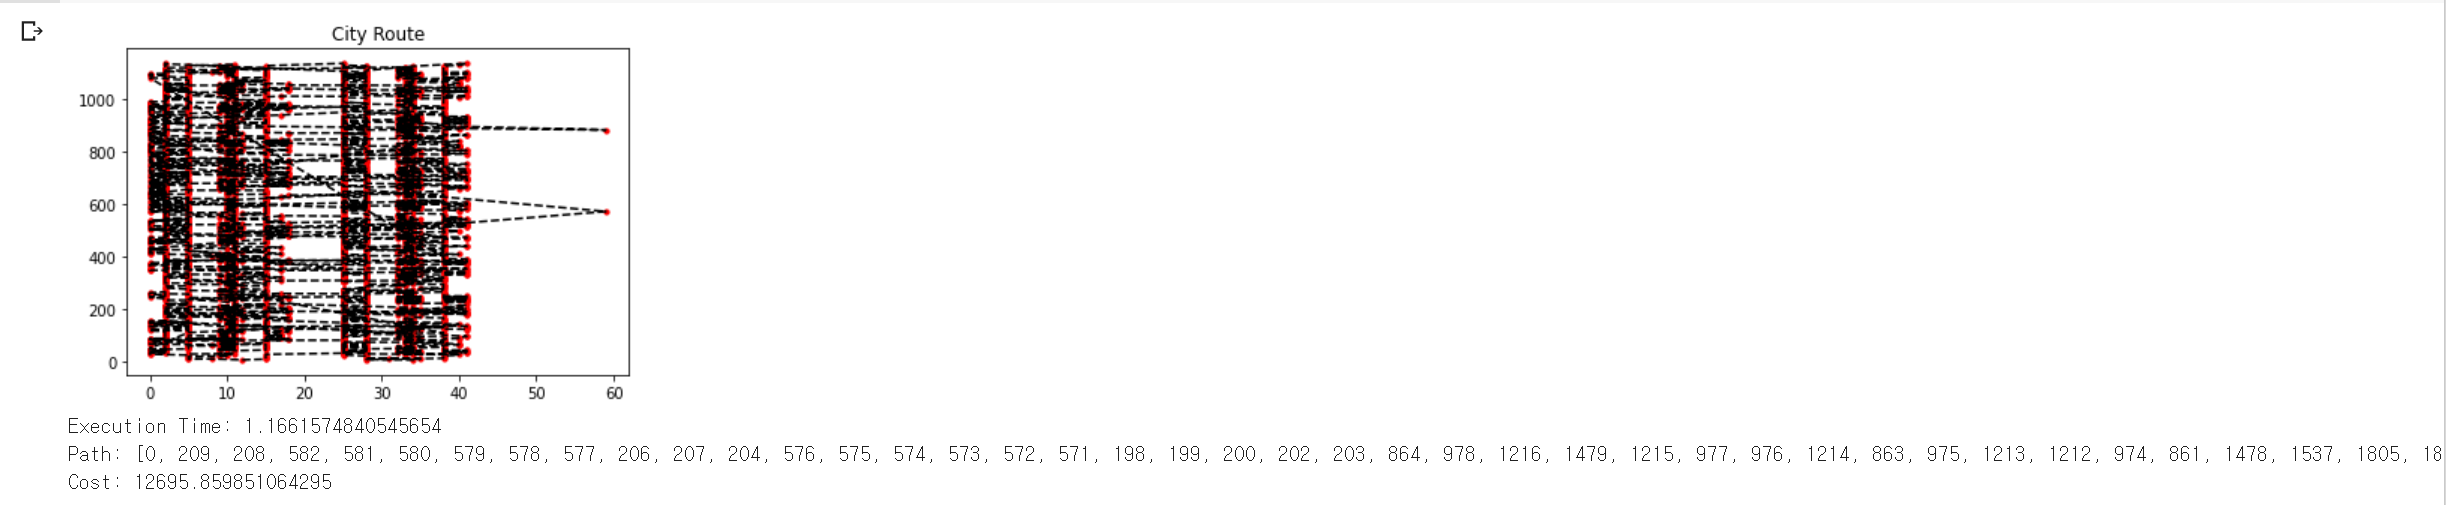 City Route
1000
800
600
400
200
0
0 10 20 30 40 50 60
Execution Time: 1.1661574840545654
Path: [0, 209, 208, 582, 581, 580, 579, 578, 577, 206, 207, 204, 576, 575, 574, 573, 572, 571, 198, 199, 200, 202, 203, 864, 978, 1216, 1479, 1215, 977, 976, 1214, 863, 975, 1213, 1212, 974, 861, 1478, 1537, 1805, 18
Cost: 12695.859851064295